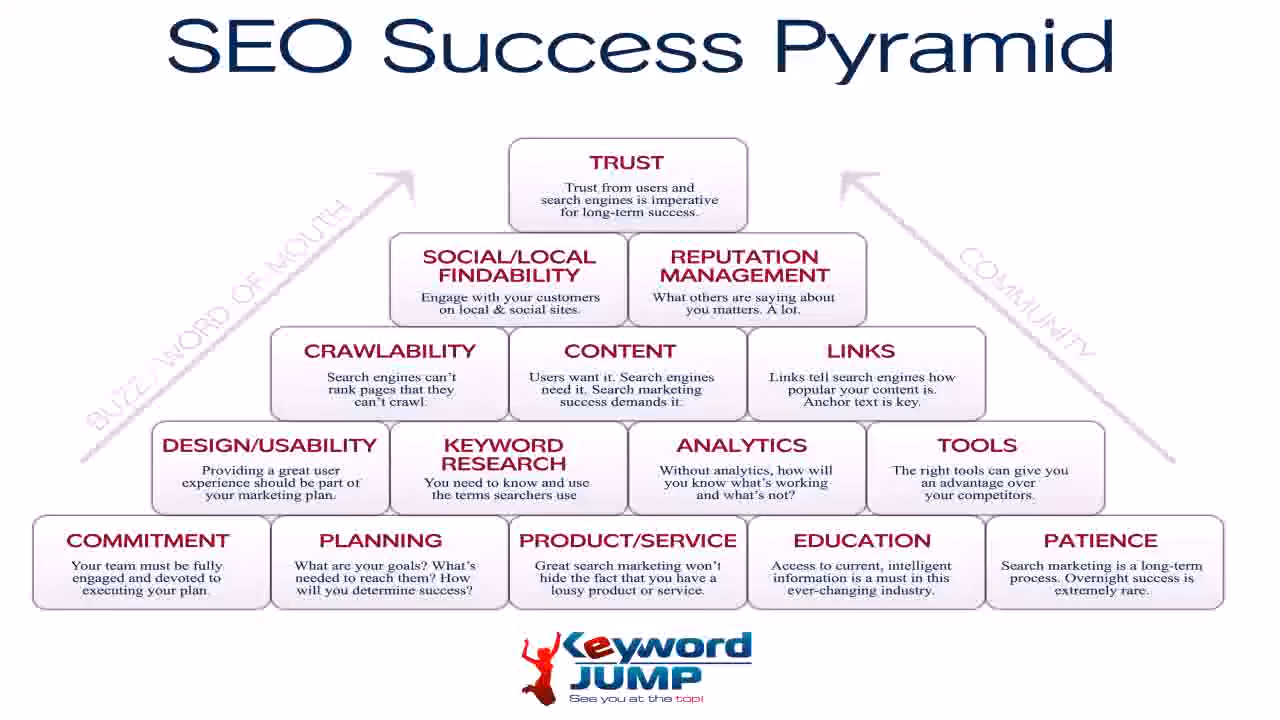 SEO Success Pyramid
TRUST
Trust from users and
search engines is imperative
for long-term success.
BUZZ / WORD OF MOUTH
COMMUNITY
SOCIAL/LOCAL
FINDABILITY
Engage with your customers
on local & social sites.
REPUTATION
MANAGEMENT
What others are saying about
you matters. A lot.
CRAWLABILITY
Search engines can't
rank pages that they
can't crawl.
CONTENT
Users want it. Search engines
need it. Search marketing
success demands it.
LINKS
Links tell search engines how
popular your content is.
Anchor text is key.
DESIGN/USABILITY
Providing a great user
experience should be part of
your marketing plan.
KEYWORD
RESEARCH
You need to know and use
the terms searchers use
ANALYTICS
Without analytics, how will
you know what's working
and what's not?
TOOLS
The right tools can give you
an advantage over
your competitors.
COMMITMENT
Your team must be fully
engaged and devoted to
executing your plan.
PLANNING
What are your goals? What's
needed to reach them? How
will you determine success?
PRODUCT/SERVICE
Great search marketing won't
hide the fact that you have a
lousy product or service.
EDUCATION
Access to current, intelligent
information is a must in this
ever-changing industry.
PATIENCE
Search marketing is a long-term
process. Overnight success is
extremely rare.
Keyword
JUMP
See you at the top!